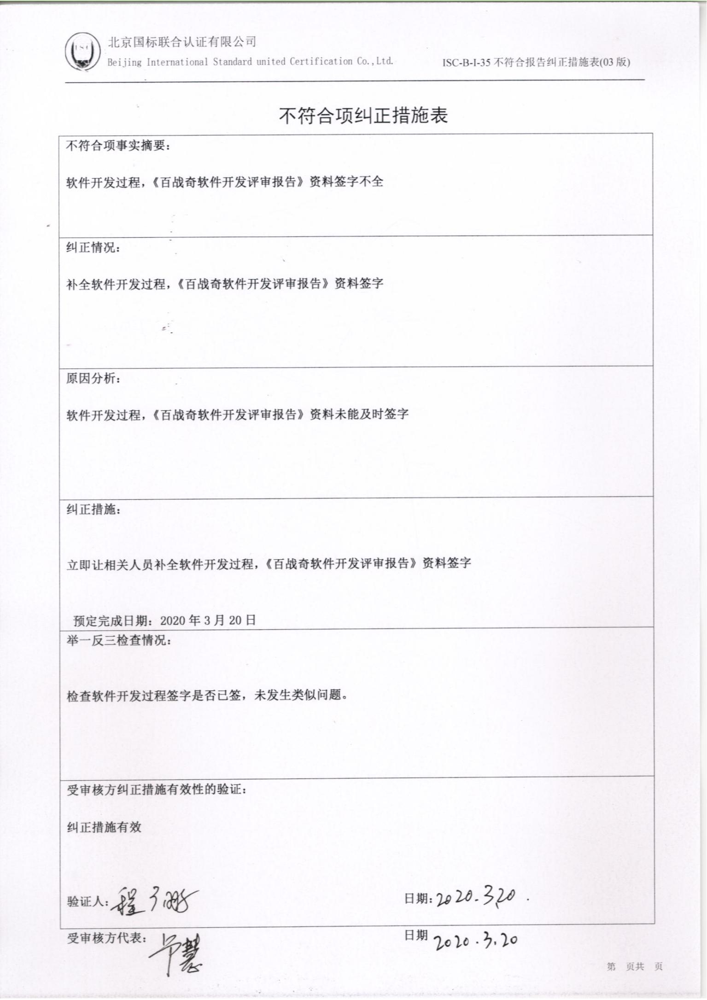 ISC
北京国标联合认证有限公司
Beijing International Standard united Certification Co.,Ltd.
ISC-B-I-35 不符合报告纠正措施表(03 版)
不符合项纠正措施表
不符合项事实摘要：
软件开发过程，《百战奇软件开发评审报告》资料签字不全
纠正情况：
补全软件开发过程，《百战奇软件开发评审报告》资料签字
原因分析：
软件开发过程，《百战奇软件开发评审报告》资料未能及时签字
纠正措施：
立即让相关人员补全软件开发过程，《百战奇软件开发评审报告》资料签字
预定完成日期：2020 年 3 月 20 日
举一反三检查情况：
检查软件开发过程签字是否已签，未发生类似问题。
受审核方纠正措施有效性的验证：
纠正措施有效
验证人：
日期：2020.3.20.
受审核方代表：
日期 2020.3.20
第 页共 页